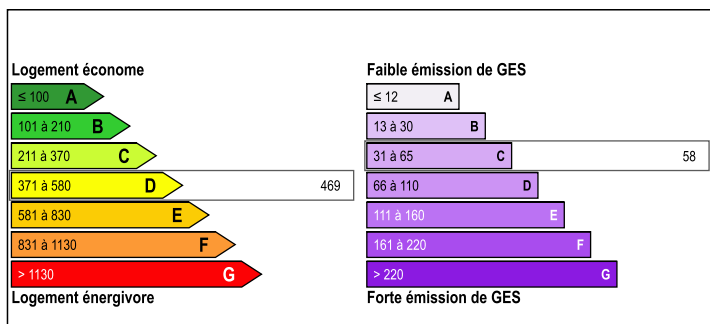 Logement économe
≤ 100 A
101 à 210 B
211 à 370 C
371 à 580 D 469
581 à 830 E
831 à 1130 F
> 1130 G
Logement énergivore
Faible émission de GES
≤ 12 A
13 à 30 B
31 à 65 C 58
66 à 110 D
111 à 160 E
161 à 220 F
> 220 G
Forte émission de GES